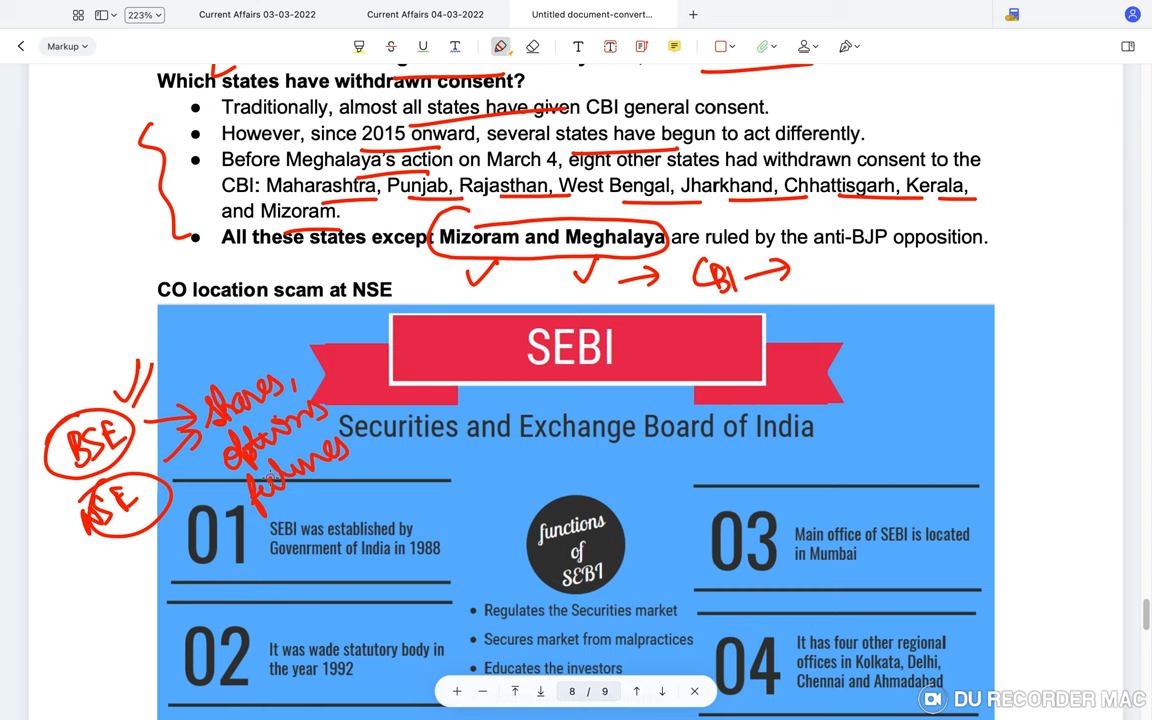 223%
Current Affairs 03-03-2022
Current Affairs 04-03-2022
Untitled document-convert...
Markup
Which states have withdrawn consent?
● Traditionally, almost all states have given CBI general consent.
● However, since 2015 onward, several states have begun to act differently.
● Before Meghalaya's action on March 4, eight other states had withdrawn consent to the
CBI: Maharashtra, Punjab, Rajasthan, West Bengal, Jharkhand, Chhattisgarh, Kerala,
and Mizoram.
● All these states except Mizoram and Meghalaya are ruled by the anti-BJP opposition.
CBI
CO location scam at NSE
SEBI
Securities and Exchange Board of India
BSE
NSE
shares,
options
futures
01
SEBI was established by
Govenrment of India in 1988
02
It was wade statutory body in
the year 1992
functions
of
SEBI
• Regulates the Securities market
• Secures market from malpractices
• Educates the investors
03
Main office of SEBI is located
in Mumbai
04
It has four other regional
offices in Kolkata, Delhi,
Chennai and Ahmadabad
8 / 9
DU RECORDER MAC